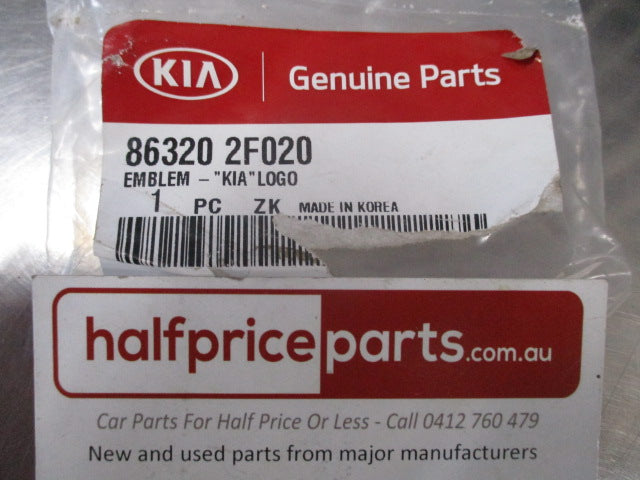 KIA Genuine Parts
86320 2F020
EMBLEM - "KIA" LOGO
1 PC ZK MADE IN KOREA
halfpriceparts.com.au
Car Parts For Half Price Or Less - Call 0412 760 479
New and used parts from major manufacturers